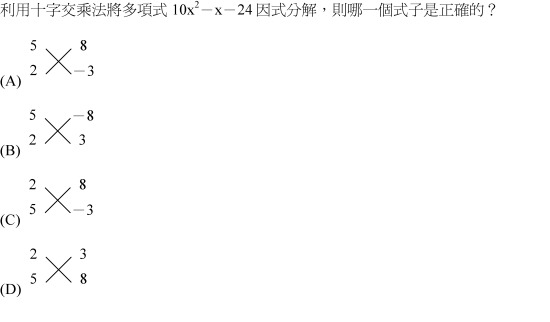 利用十字交乘法將多項式 10x²－x－24 因式分解，則哪一個式子是正確的？
5 8
2 －3
(A)
5 －8
2 3
(B)
2 8
5 －3
(C)
2 3
5 8
(D)